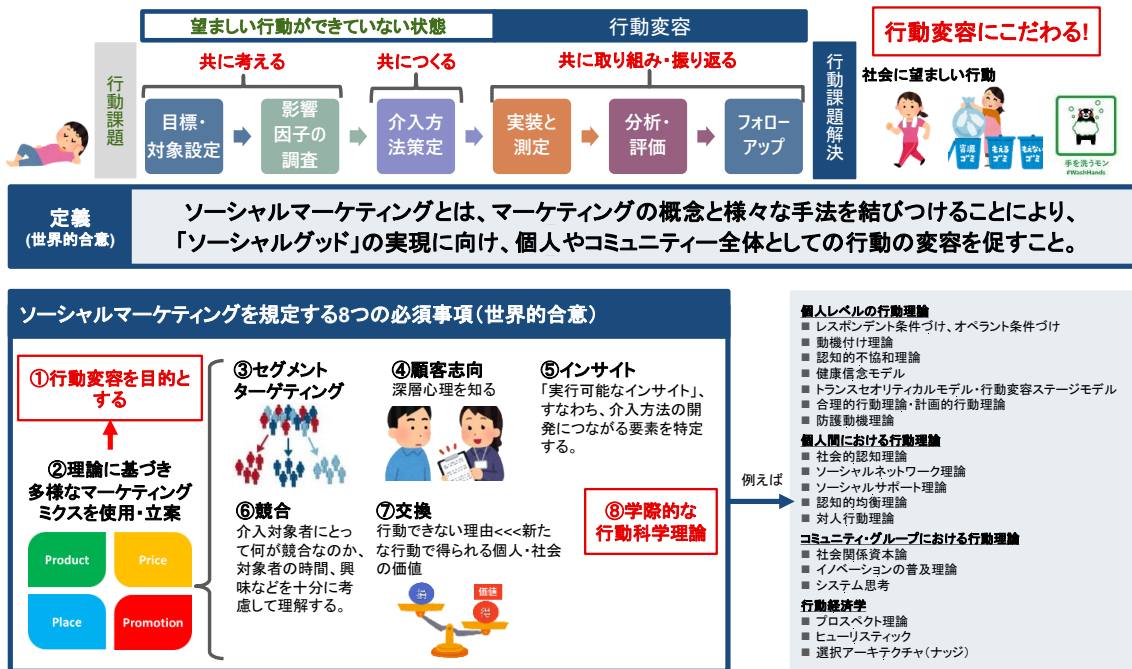 望ましい行動ができていない状態
行動変容
行動変容にこだわる!
共に考える
共につくる
共に取り組み・振り返る
社会に望ましい行動
行動課題
目標・
対象設定
影響
因子の
調査
介入方
法策定
実装と
測定
分析・
評価
フォロー
アップ
行動課題解決
資源
ゴミ
もえる
ゴミ
もえない
ゴミ
手を洗うモン
#WashHands
定義
(世界的合意)
ソーシャルマーケティングとは、マーケティングの概念と様々な手法を結びつけることにより、
「ソーシャルグッド」の実現に向け、個人やコミュニティー全体としての行動の変容を促すこと。
ソーシャルマーケティングを規定する8つの必須事項(世界的合意)
①行動変容を目的と
する
②理論に基づき
多様なマーケティング
ミクスを使用・立案
Product
Price
Place
Promotion
③セグメント
ターゲティング
④顧客志向
深層心理を知る
⑤インサイト
「実行可能なインサイト」、
すなわち、介入方法の開
発につながる要素を特定
する。
⑥競合
介入対象者にとっ
て何が競合なのか、
対象者の時間、興
味などを十分に考
慮して理解する。
⑦交換
行動できない理由<<<新た
な行動で得られる個人・社会
の価値
損
価値
得
⑧学際的な
行動科学理論
例えば
個人レベルの行動理論
■ レスポンデント条件づけ、オペラント条件づけ
■ 動機付け理論
■ 認知的不協和理論
■ 健康信念モデル
■ トランスセオリティカルモデル・行動変容ステージモデル
■ 合理的行動理論・計画的行動理論
■ 防護動機理論
個人間における行動理論
■ 社会的認知理論
■ ソーシャルネットワーク理論
■ ソーシャルサポート理論
■ 認知的均衡理論
■ 対人行動理論
コミュニティ・グループにおける行動理論
■ 社会関係資本論
■ イノベーションの普及理論
■ システム思考
行動経済学
■ プロスペクト理論
■ ヒューリスティック
■ 選択アーキテクチャ(ナッジ)